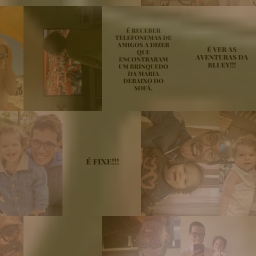 É RECEBER
TELEFONEMAS DE
AMIGOS A DIZER
QUE
ENCONTRARAM
UM BRINQUEDO
DA MARIA
DEBAIXO DO
SOFÁ.
É VER AS
AVENTURAS DA
BLUEY!!!
É FIXE!!!